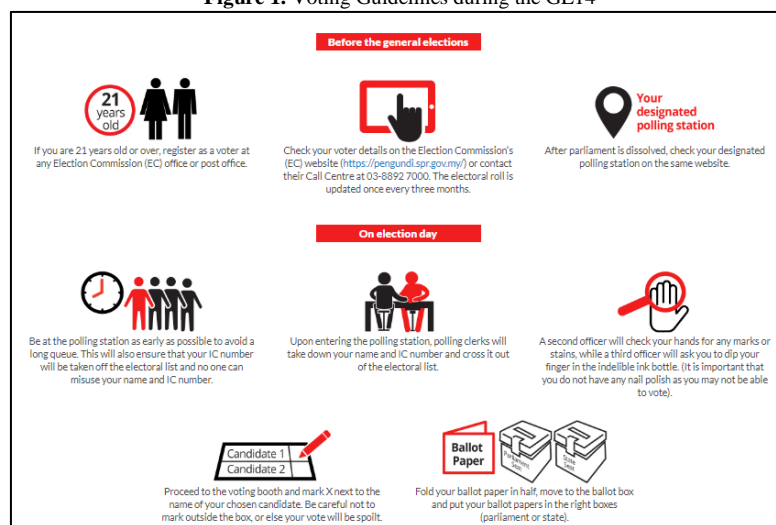 Figure 1. Voting Guidelines during the GE14
Before the general elections
21
years
old
If you are 21 years old or over, register as a voter at
any Election Commission (EC) office or post office.
Check your voter details on the Election Commission's
(EC) website (https://pengundi.spr.gov.my/) or contact
their Call Centre at 03-8892 7000. The electoral roll is
updated once every three months.
Your
designated
polling station
After parliament is dissolved, check your designated
polling station on the same website.
On election day
Be at the polling station as early as possible to avoid a
long queue. This will also ensure that your IC number
will be taken off the electoral list and no one can
misuse your name and IC number.
Upon entering the polling station, polling clerks will
take down your name and IC number and cross it out
of the electoral list.
A second officer will check your hands for any marks or
stains, while a third officer will ask you to dip your
finger in the indelible ink bottle. (It is important that
you do not have any nail polish as you may not be able
to vote).
Candidate 1
Candidate 2
Proceed to the voting booth and mark X next to the
name of your chosen candidate. Be careful not to
mark outside the box, or else your vote will be spoilt.
Ballot
Paper
Parliament
Seat
State
Seat
Fold your ballot paper in half, move to the ballot box
and put your ballot papers in the right boxes
(parliament or state).